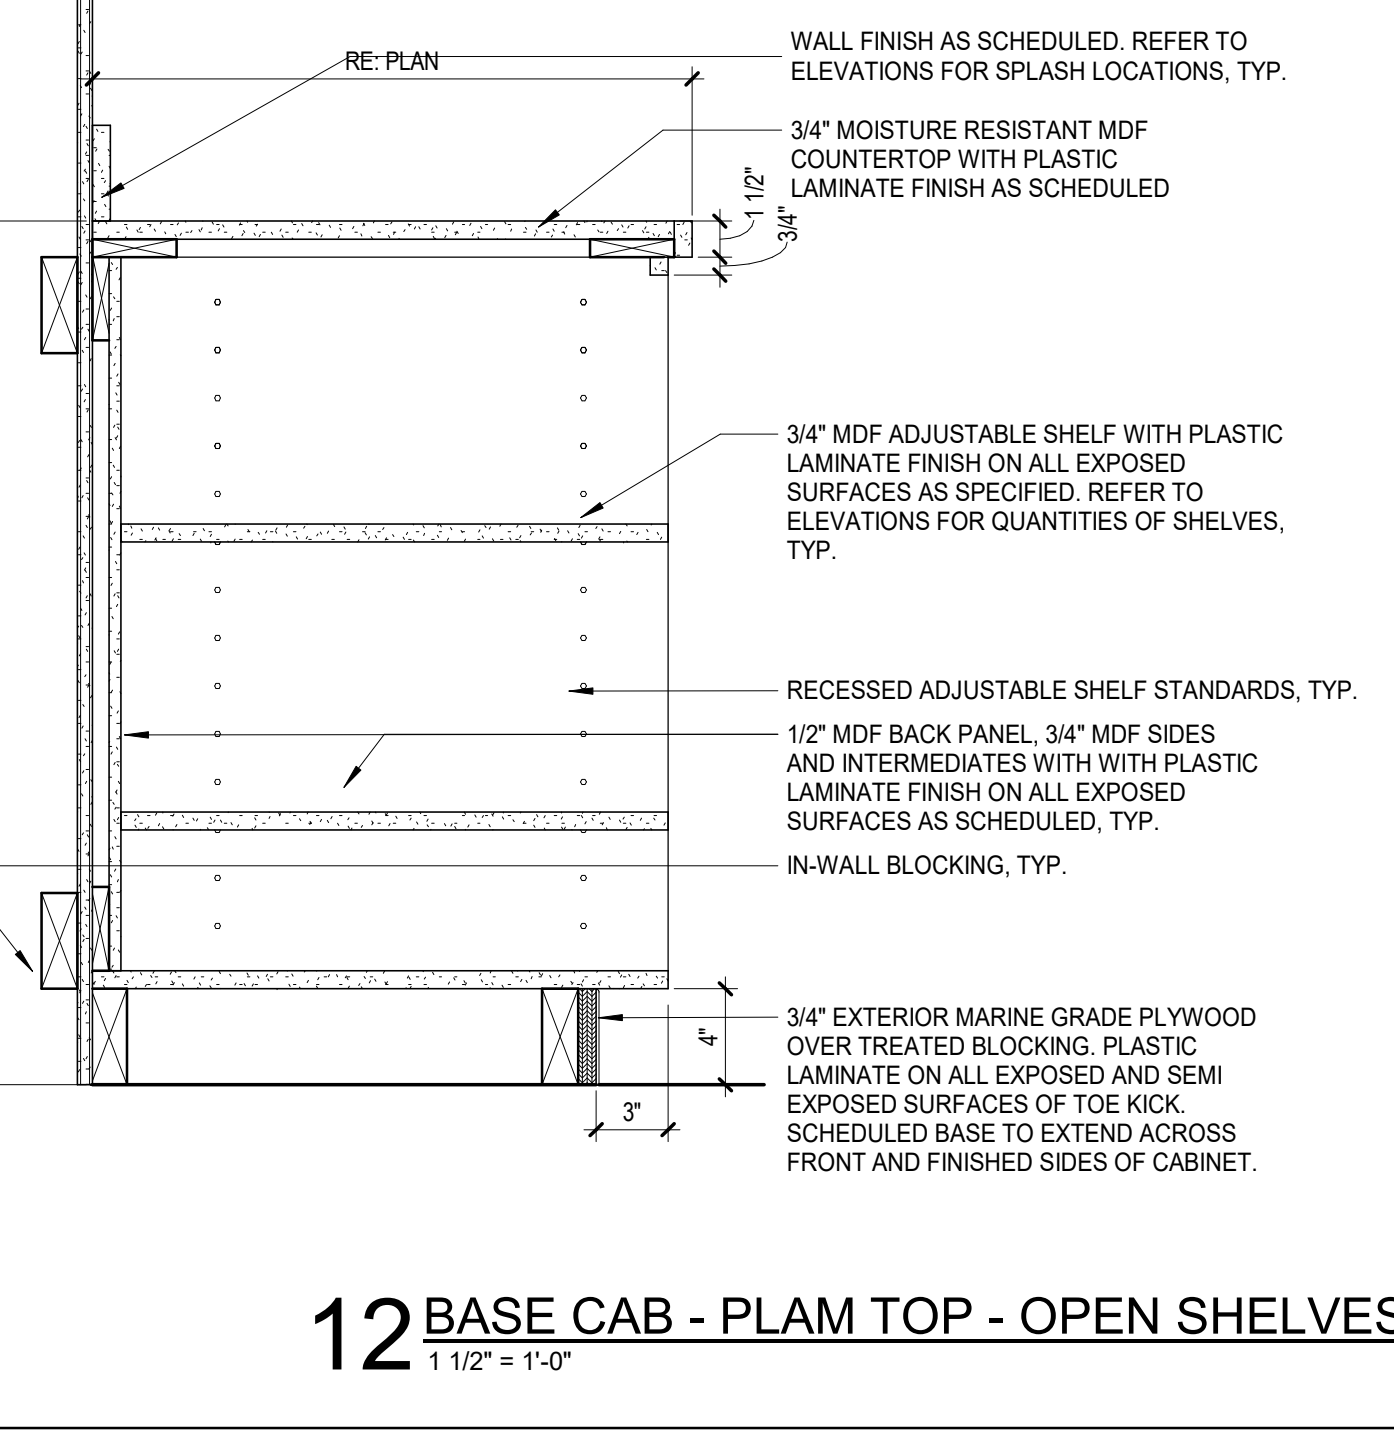 RE: PLAN
WALL FINISH AS SCHEDULED. REFER TO
ELEVATIONS FOR SPLASH LOCATIONS, TYP.
3/4" MOISTURE RESISTANT MDF
COUNTERTOP WITH PLASTIC
LAMINATE FINISH AS SCHEDULED
1 1/2"
3/4"
3/4" MDF ADJUSTABLE SHELF WITH PLASTIC
LAMINATE FINISH ON ALL EXPOSED
SURFACES AS SPECIFIED. REFER TO
ELEVATIONS FOR QUANTITIES OF SHELVES,
TYP.
RECESSED ADJUSTABLE SHELF STANDARDS, TYP.
1/2" MDF BACK PANEL, 3/4" MDF SIDES
AND INTERMEDIATES WITH WITH PLASTIC
LAMINATE FINISH ON ALL EXPOSED
SURFACES AS SCHEDULED, TYP.
IN-WALL BLOCKING, TYP.
3/4" EXTERIOR MARINE GRADE PLYWOOD
OVER TREATED BLOCKING. PLASTIC
LAMINATE ON ALL EXPOSED AND SEMI
EXPOSED SURFACES OF TOE KICK.
SCHEDULED BASE TO EXTEND ACROSS
FRONT AND FINISHED SIDES OF CABINET.
4"
3"
12 BASE CAB - PLAM TOP - OPEN SHELVES
1 1/2" = 1'-0"